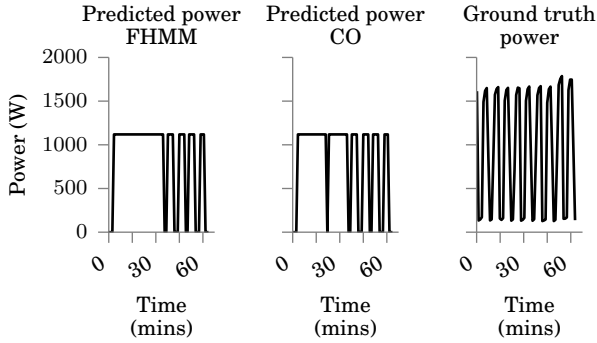 Predicted power
FHMM
Predicted power
CO
Ground truth
power
Power (W)
2000
1500
1000
500
0
0
30
60
0
30
60
0
30
60
Time
(mins)
Time
(mins)
Time
(mins)